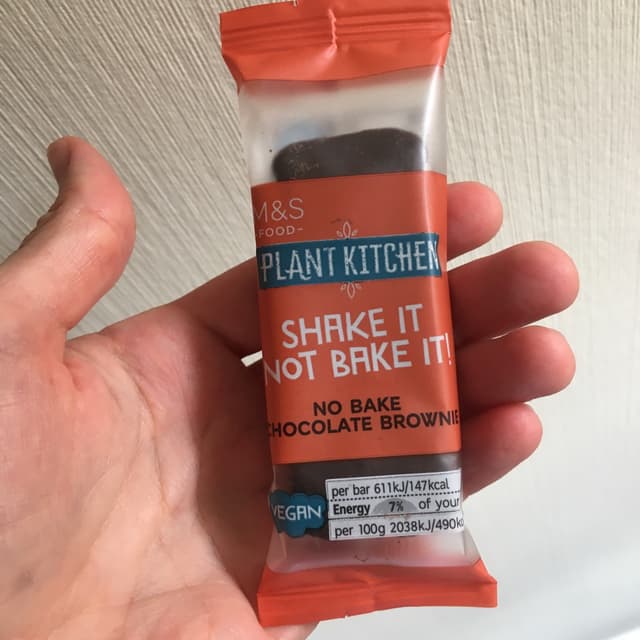 M&S
-FOOD-
PLANT KITCHEN
SHAKE IT
NOT BAKE IT!
NO BAKE
CHOCOLATE BROWNIE
VEGAN
per bar 611kJ/147kcal
Energy 7% of your
per 100g 2038kJ/490k